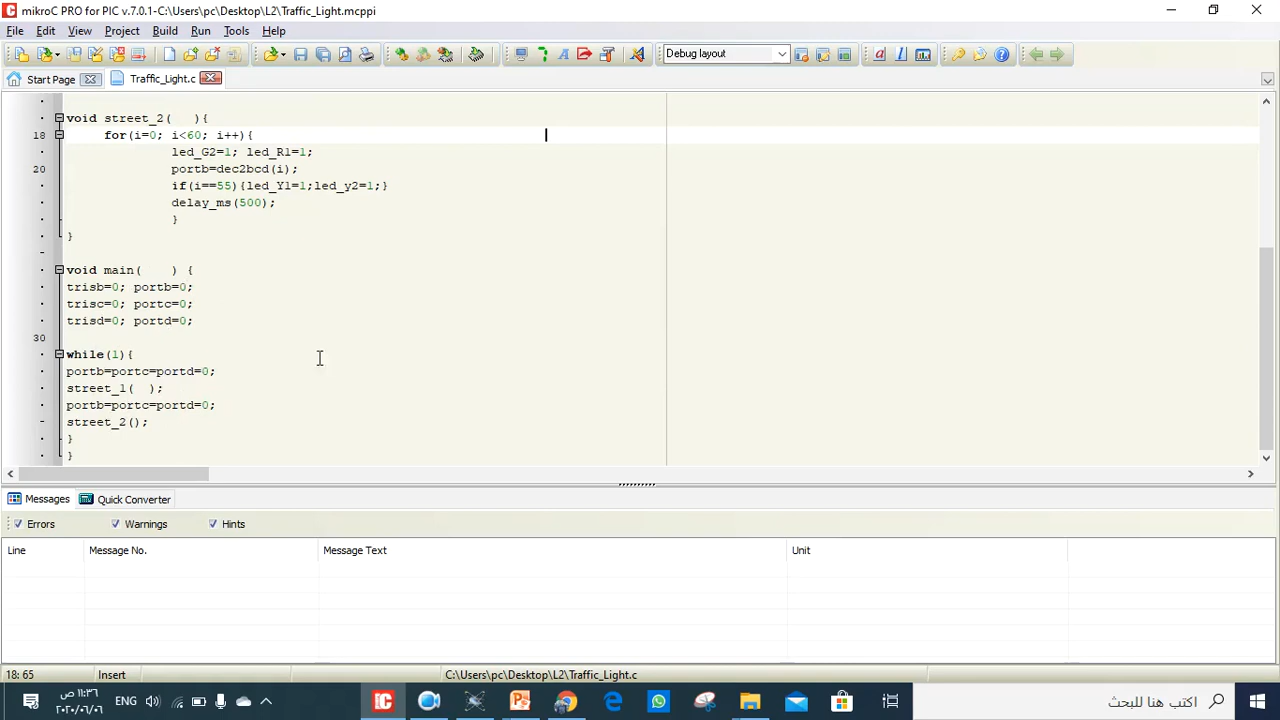 mikroC PRO for PIC v.7.0.1-C:\Users\pc\Desktop\L2\Traffic_Light.mcppi
File Edit View Project Build Run Tools Help
Debug layout
Start Page Traffic_Light.c
void street_2(   ){
18 for(i=0; i<60; i++){
led_G2=1; led_R1=1;
20 portb=dec2bcd(i);
if(i==55){led_Y1=1;led_y2=1;}
delay_ms(500);
}
}
void main(    ) {
trisb=0; portb=0;
trisc=0; portc=0;
trisd=0; portd=0;
30
while(1){
portb=portc=portd=0;
street_1(  );
portb=portc=portd=0;
street_2();
}
}
Messages Quick Converter
Errors Warnings Hints
Line Message No. Message Text Unit
18: 65 Insert C:\Users\pc\Desktop\L2\Traffic_Light.c
١١:٣٦ ص
٢٠٢٠/٠٦/٠٦
ENG
اكتب هنا للبحث